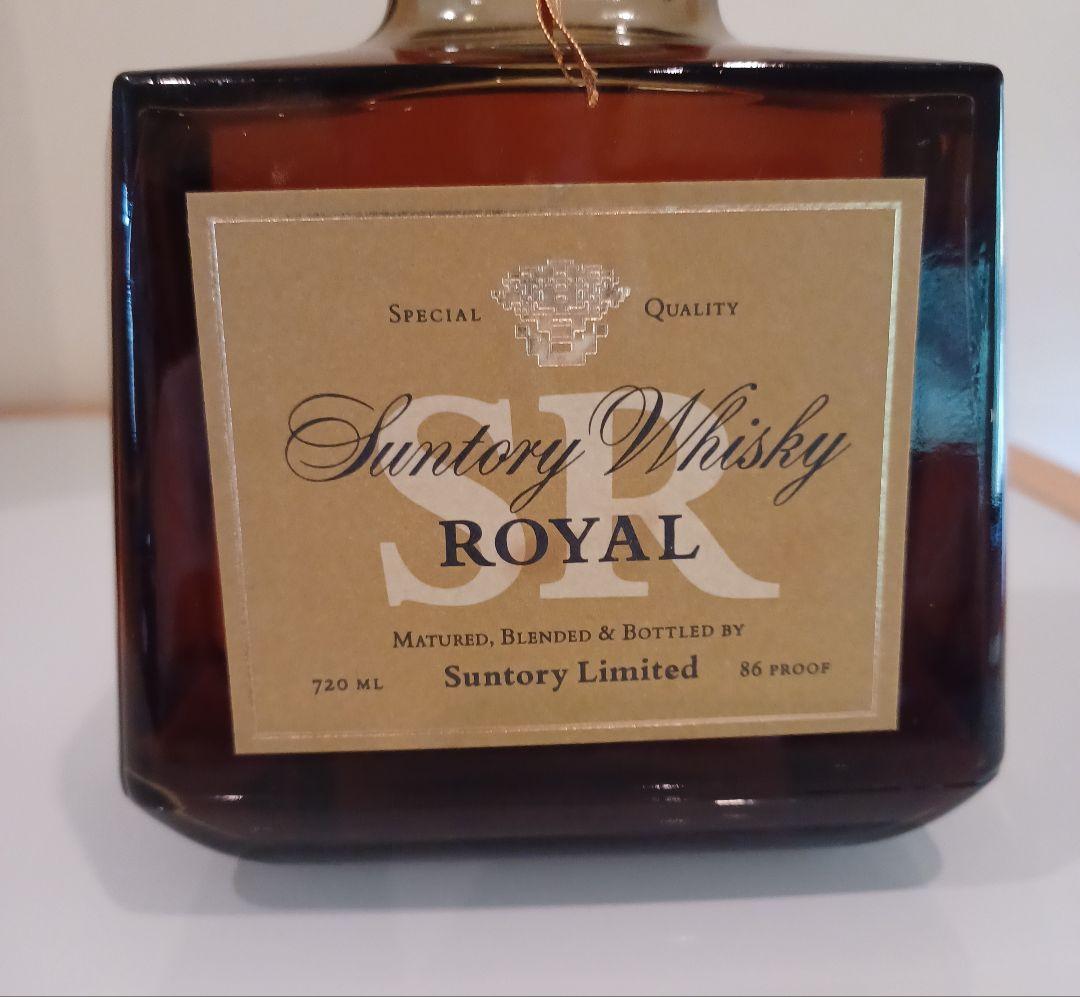 SPECIAL QUALITY
SR
Suntory Whisky
ROYAL
MATURED, BLENDED & BOTTLED BY
720 ML Suntory Limited 86 PROOF